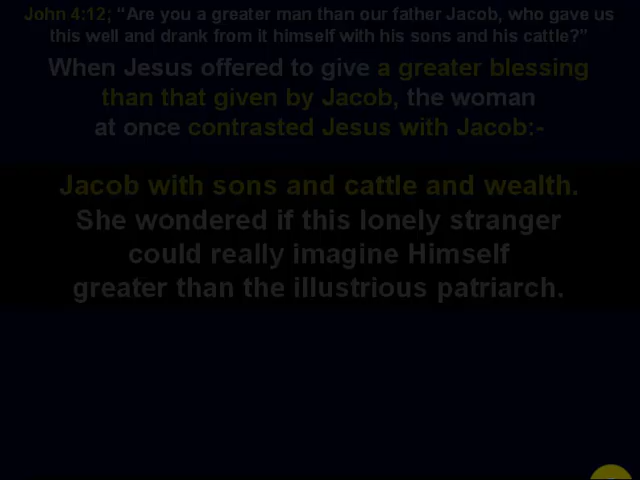 John 4:12; “Are you a greater man than our father Jacob, who gave us
this well and drank from it himself with his sons and his cattle?”
When Jesus offered to give a greater blessing
than that given by Jacob, the woman
at once contrasted Jesus with Jacob:-
Jacob with sons and cattle and wealth.
She wondered if this lonely stranger
could really imagine Himself
greater than the illustrious patriarch.